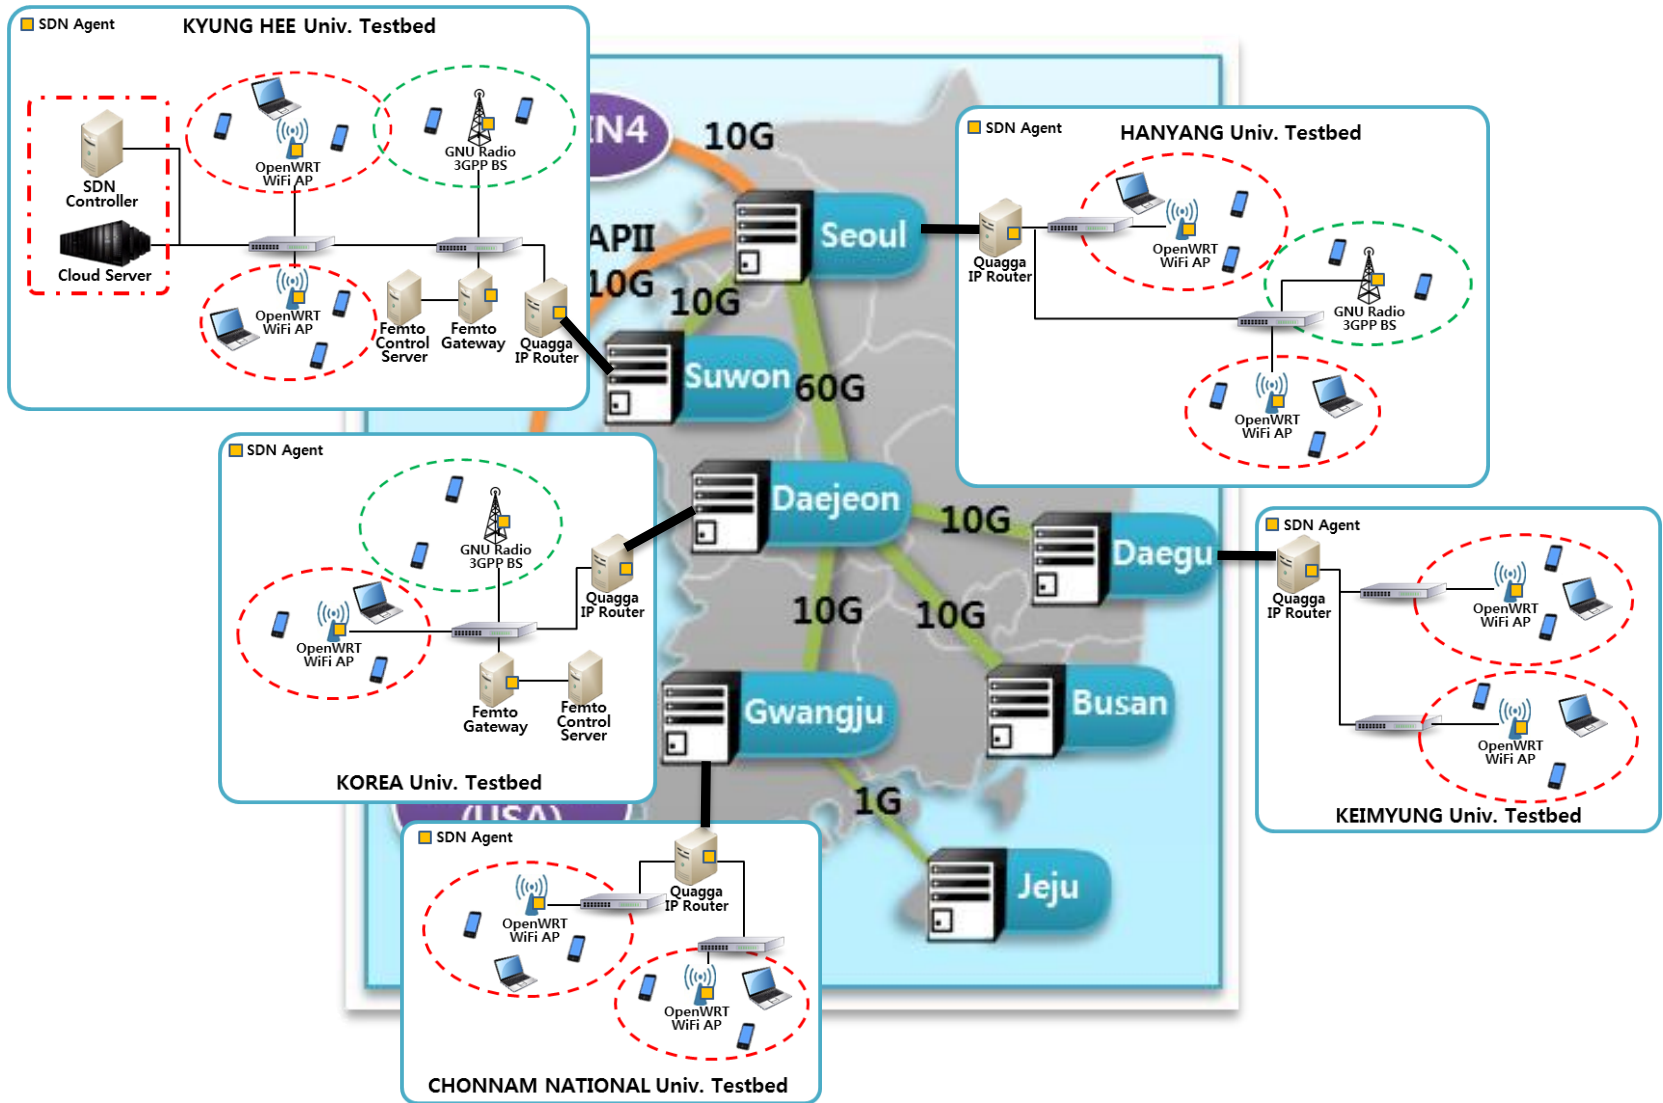 SDN Agent
KYUNG HEE Univ. Testbed
SDN
Controller
Cloud Server
OpenWRT
WiFi AP
GNU Radio
3GPP BS
OpenWRT
WiFi AP
Femto
Control
Server
Femto
Gateway
Quagga
IP Router
10G
APII
10G
10G
Seoul
Suwon
60G
SDN Agent
HANYANG Univ. Testbed
Quagga
IP Router
OpenWRT
WiFi AP
GNU Radio
3GPP BS
OpenWRT
WiFi AP
SDN Agent
GNU Radio
3GPP BS
OpenWRT
WiFi AP
Quagga
IP Router
Femto
Gateway
Femto
Control
Server
KOREA Univ. Testbed
Daejeon
10G
Daegu
10G
10G
Gwangju
Busan
1G
Jeju
(USA)
SDN Agent
Quagga
IP Router
OpenWRT
WiFi AP
OpenWRT
WiFi AP
KEIMYUNG Univ. Testbed
SDN Agent
Quagga
IP Router
OpenWRT
WiFi AP
OpenWRT
WiFi AP
CHONNAM NATIONAL Univ. Testbed